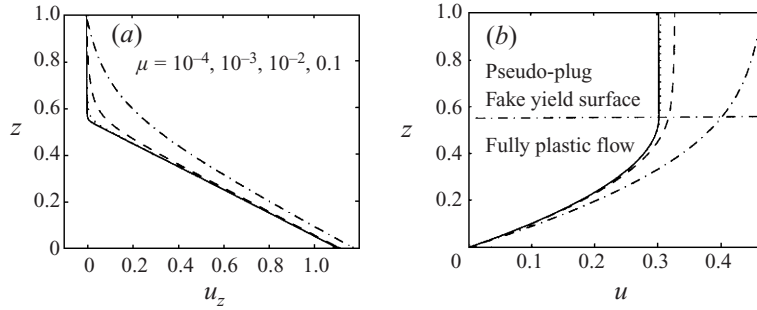 1.0
(a)
μ = 10⁻⁴, 10⁻³, 10⁻², 0.1
0.8
0.6
z
0.4
0.2
0
0 0.2 0.4 0.6 0.8 1.0
u_z
1.0
(b)
0.8
Pseudo-plug
0.6
Fake yield surface
z
Fully plastic flow
0.4
0.2
0 0.1 0.2 0.3 0.4
u